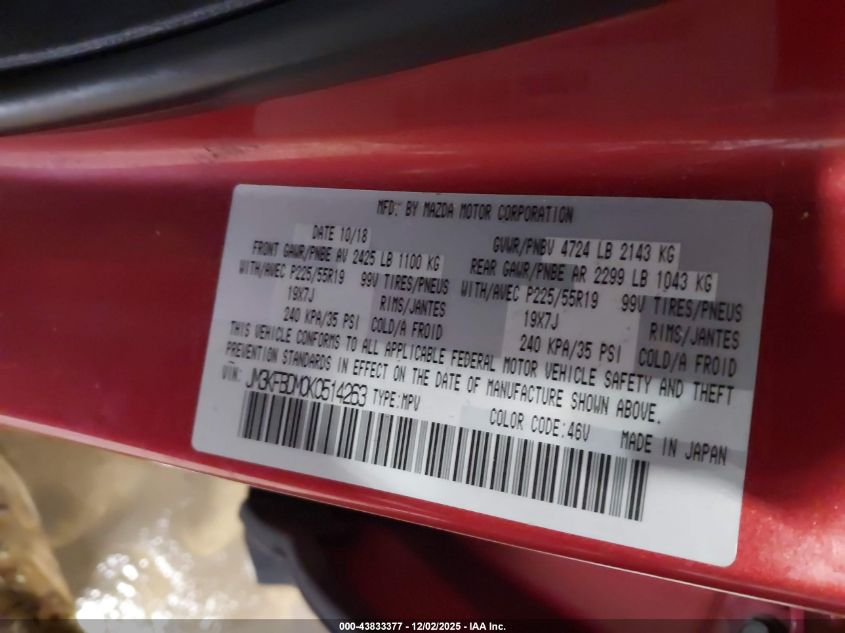 MFD. BY MAZDA MOTOR CORPORATION
DATE 10/18 GVWR/PNBV 4724 LB 2143 KG
FRONT GAWR/PNBE AV 2425 LB 1100 KG REAR GAWR/PNBE AR 2299 LB 1043 KG
WITH/AVEC P225/55R19 99V TIRES/PNEUS WITH/AVEC P225/55R19 99V TIRES/PNEUS
19X7J RIMS/JANTES 19X7J RIMS/JANTES
240 KPA/35 PSI COLD/A FROID 240 KPA/35 PSI COLD/A FROID
THIS VEHICLE CONFORMS TO ALL APPLICABLE FEDERAL MOTOR VEHICLE SAFETY AND THEFT
PREVENTION STANDARDS IN EFFECT ON THE DATE OF MANUFACTURE SHOWN ABOVE.
VIN: JM3KFBDM0K0514263 TYPE:MPV
COLOR CODE:46V MADE IN JAPAN
000-43833377 - 12/02/2025 - IAA Inc.